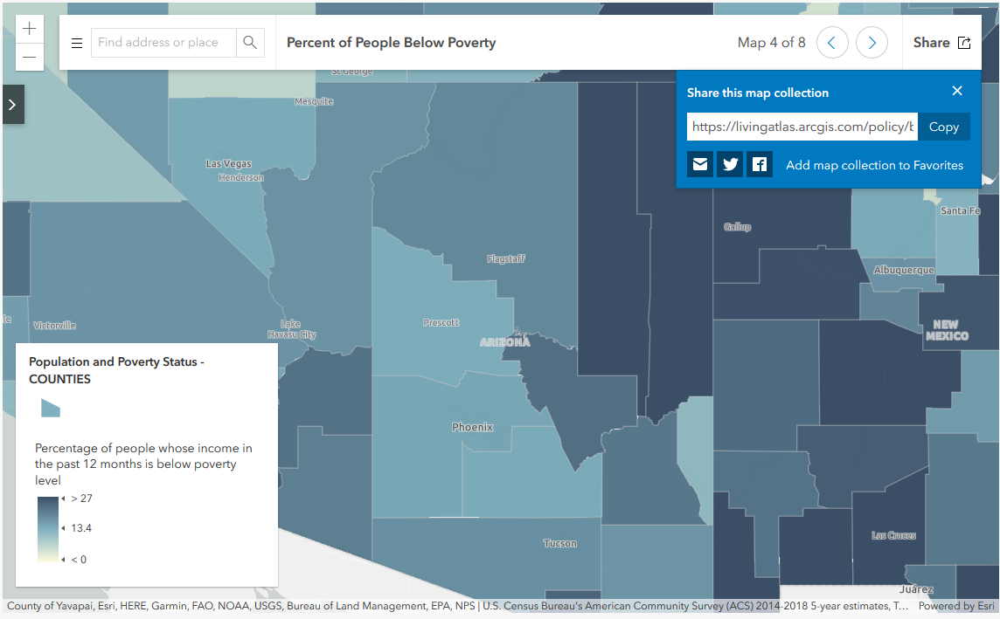 Find address or place
Percent of People Below Poverty
Map 4 of 8
Share
St George
Share this map collection
https://livingatlas.arcgis.com/policy/b
Copy
Add map collection to Favorites
Mesquite
Las Vegas
Henderson
Santa Fe
Gallup
Flagstaff
Albuquerque
Victorville
Lake
Havasu City
Prescott
ARIZONA
NEW
MEXICO
Population and Poverty Status -
COUNTIES
Phoenix
Percentage of people whose income in
the past 12 months is below poverty
level
> 27
13.4
< 0
Las Cruces
Tucson
Juárez
County of Yavapai, Esri, HERE, Garmin, FAO, NOAA, USGS, Bureau of Land Management, EPA, NPS | U.S. Census Bureau's American Community Survey (ACS) 2014-2018 5-year estimates, T... Powered by Esri